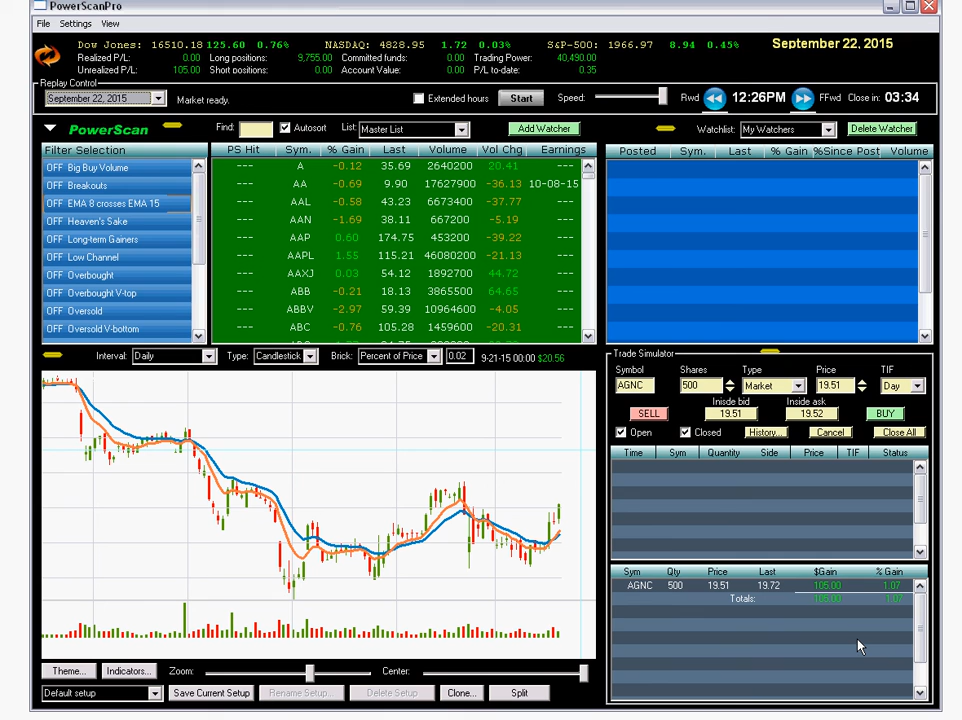 PowerScanPro
File Settings View
Dow Jones: 16510.18 125.60 0.76% NASDAQ: 4828.95 1.72 0.03% S&P-500: 1966.97 8.94 0.45% September 22, 2015
Realized P/L: 0.00 Long positions: 9,755.00 Committed funds: 0.00 Trading Power: 40,490.00
Unrealized P/L: 105.00 Short positions: 0.00 Account Value: 0.00 P/L to-date: 0.35
Replay Control
September 22, 2015 Market ready. Extended hours Start Speed: Rwd 12:26PM FFwd Close in: 03:34
PowerScan Find: Autosort List: Master List Add Watcher Watchlist: My Watchers Delete Watcher
Filter Selection PS Hit Sym. % Gain Last Volume Vol Chg Earnings Posted Sym. Last % Gain %Since Post Volume
OFF Big Buy Volume --- A -0.12 35.69 2640200 20.41 ---
OFF Breakouts --- AA -0.69 9.90 17627900 -36.13 10-08-15
OFF EMA 8 crosses EMA 15 --- AAL -0.58 43.23 6673400 -37.77 ---
OFF Heaven's Sake --- AAN -1.69 38.11 667200 -5.19 ---
OFF Long-term Gainers --- AAP 0.60 174.75 453200 -39.22 ---
OFF Low Channel --- AAPL 1.55 115.21 46080200 -21.13 ---
OFF Overbought --- AAXJ 0.03 54.12 1892700 44.72 ---
OFF Overbought V-top --- ABB -0.21 18.13 3865500 64.65 ---
OFF Oversold --- ABBV -2.97 59.39 10964600 -4.05 ---
OFF Oversold V-bottom --- ABC -0.76 105.28 1459600 -20.31 ---
Interval: Daily Type: Candlestick Brick: Percent of Price 0.02 9-21-15 00:00 $20.56
Trade Simulator
Symbol Shares Type Price TIF
AGNC 500 Market 19.51 Day
Inisde bid Inside ask
SELL 19.51 19.52 BUY
Open Closed History... Cancel Close All
Time Sym Quantity Side Price TIF Status
Sym Qty Price Last $Gain % Gain
AGNC 500 19.51 19.72 105.00 1.07
Totals: 105.00 1.07
Theme... Indicators... Zoom: Center:
Default setup Save Current Setup Rename Setup... Delete Setup Clone... Split